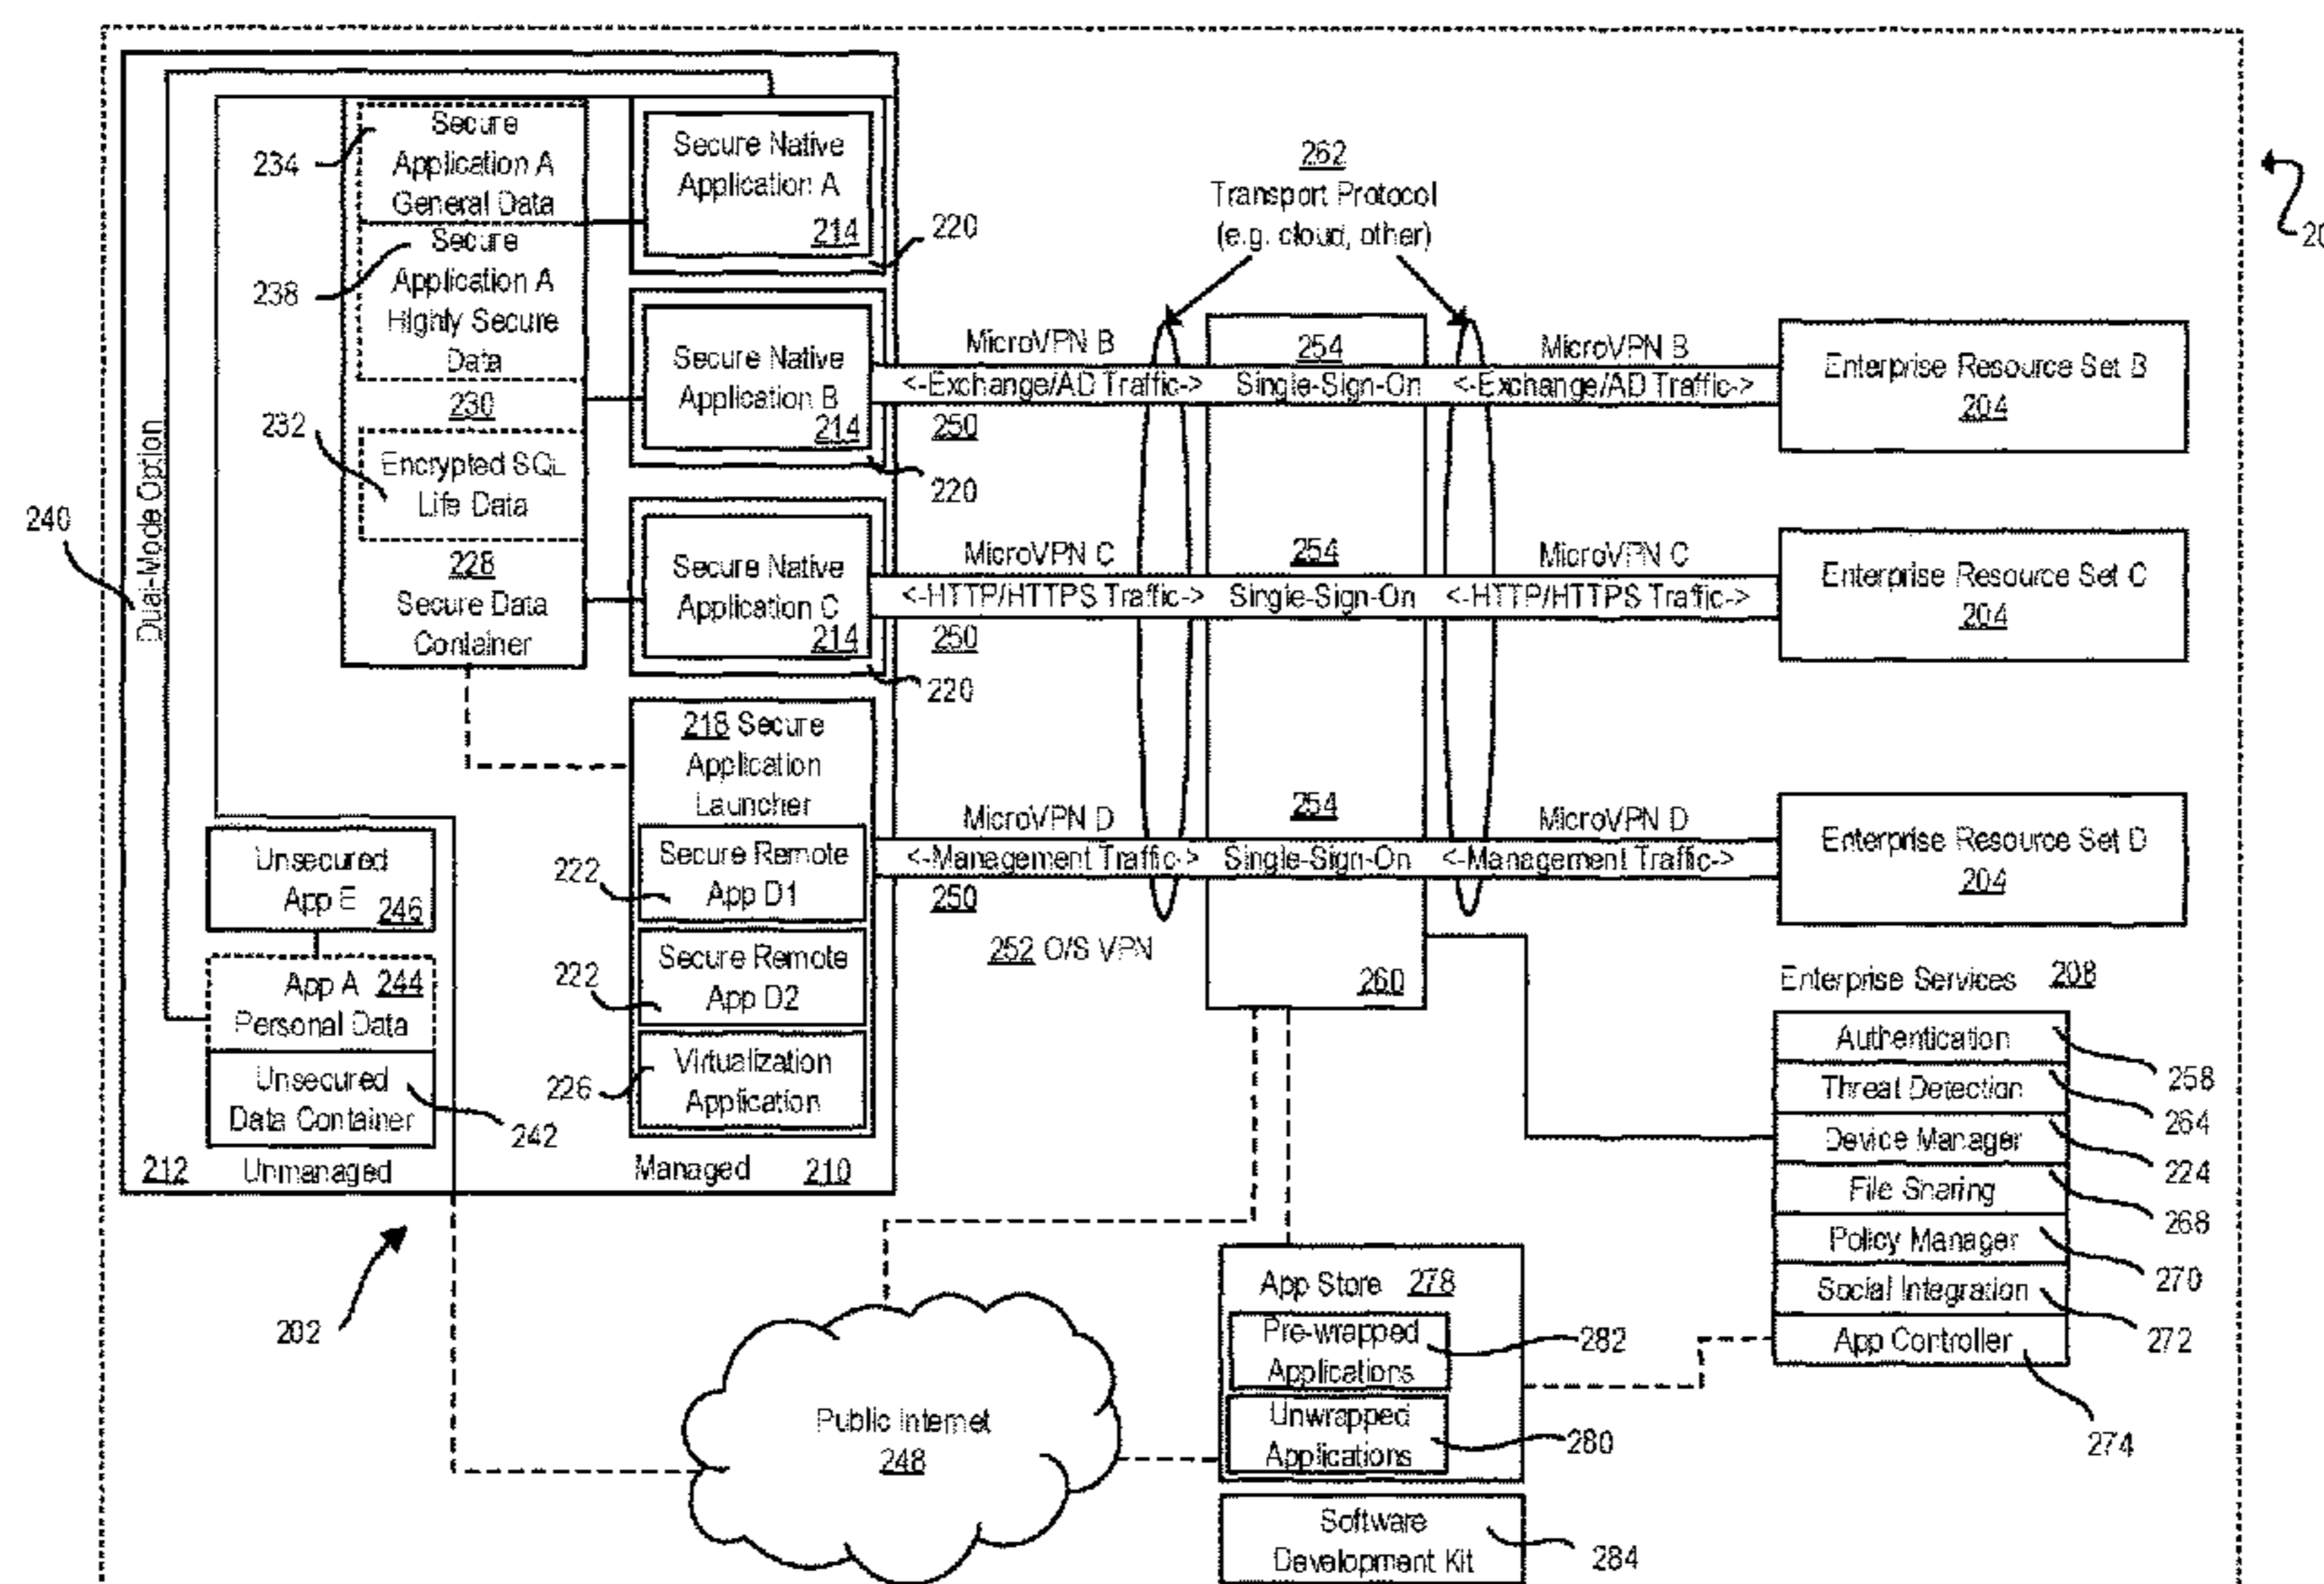 Secure
Application A
General Data
234
Secure
Application A
Highly Secure
Data
238
230
232
Encrypted SQL
Life Data
228
Secure Data
Container
240
Dual-Mode Option
Secure Native
Application A
214
220
Secure Native
Application B
214
220
Secure Native
Application C
214
220
218 Secure
Application
Launcher
Secure Remote
App D1
222
Secure Remote
App D2
222
Virtualization
Application
226
Unsecured
App E 246
App A 244
Personal Data
Unsecured
Data Container
242
212 Unmanaged
Managed 210
202
262
Transport Protocol
(e.g. cloud, other)
MicroVPN B
<-Exchange/AD Traffic->
250
254
Single-Sign-On
MicroVPN B
<-Exchange/AD Traffic->
Enterprise Resource Set B
204
MicroVPN C
<-HTTP/HTTPS Traffic->
250
254
Single-Sign-On
MicroVPN C
<-HTTP/HTTPS Traffic->
Enterprise Resource Set C
204
MicroVPN D
<-Management Traffic->
250
254
Single-Sign-On
MicroVPN D
<-Management Traffic->
Enterprise Resource Set D
204
252 O/S VPN
260
Enterprise Services 208
Authentication
258
Threat Detection
264
Device Manager
224
File Sharing
268
Policy Manager
270
Social Integration
272
App Controller
274
App Store 278
Pre-wrapped
Applications
282
Unwrapped
Applications
280
Software
Development Kit
284
Public Internet
248